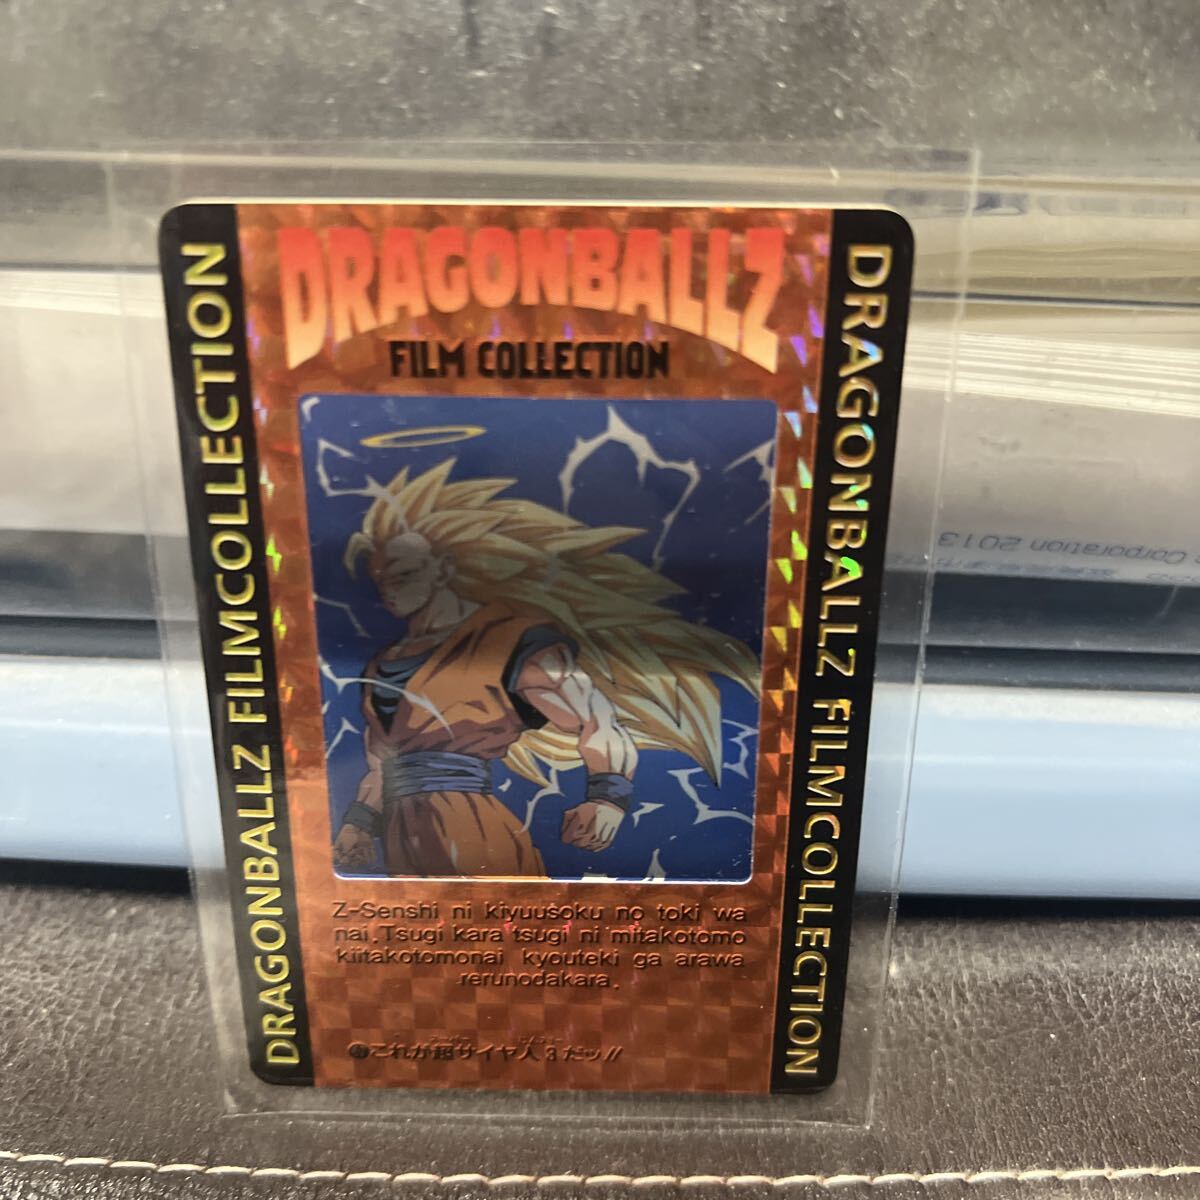 DRAGONBALLZ
FILM COLLECTION
DRAGONBALLZ FILMCOLLECTION
DRAGONBALLZ FILMCOLLECTION
Z-Senshi ni kiyuusoku no toki wa
nai.Tsugi kara tsugi ni mitakotomo
kiitakotomonai kyouteki ga arawa
rerunodakara.
これが超サイヤ人3だッ!!
Corporation 2013